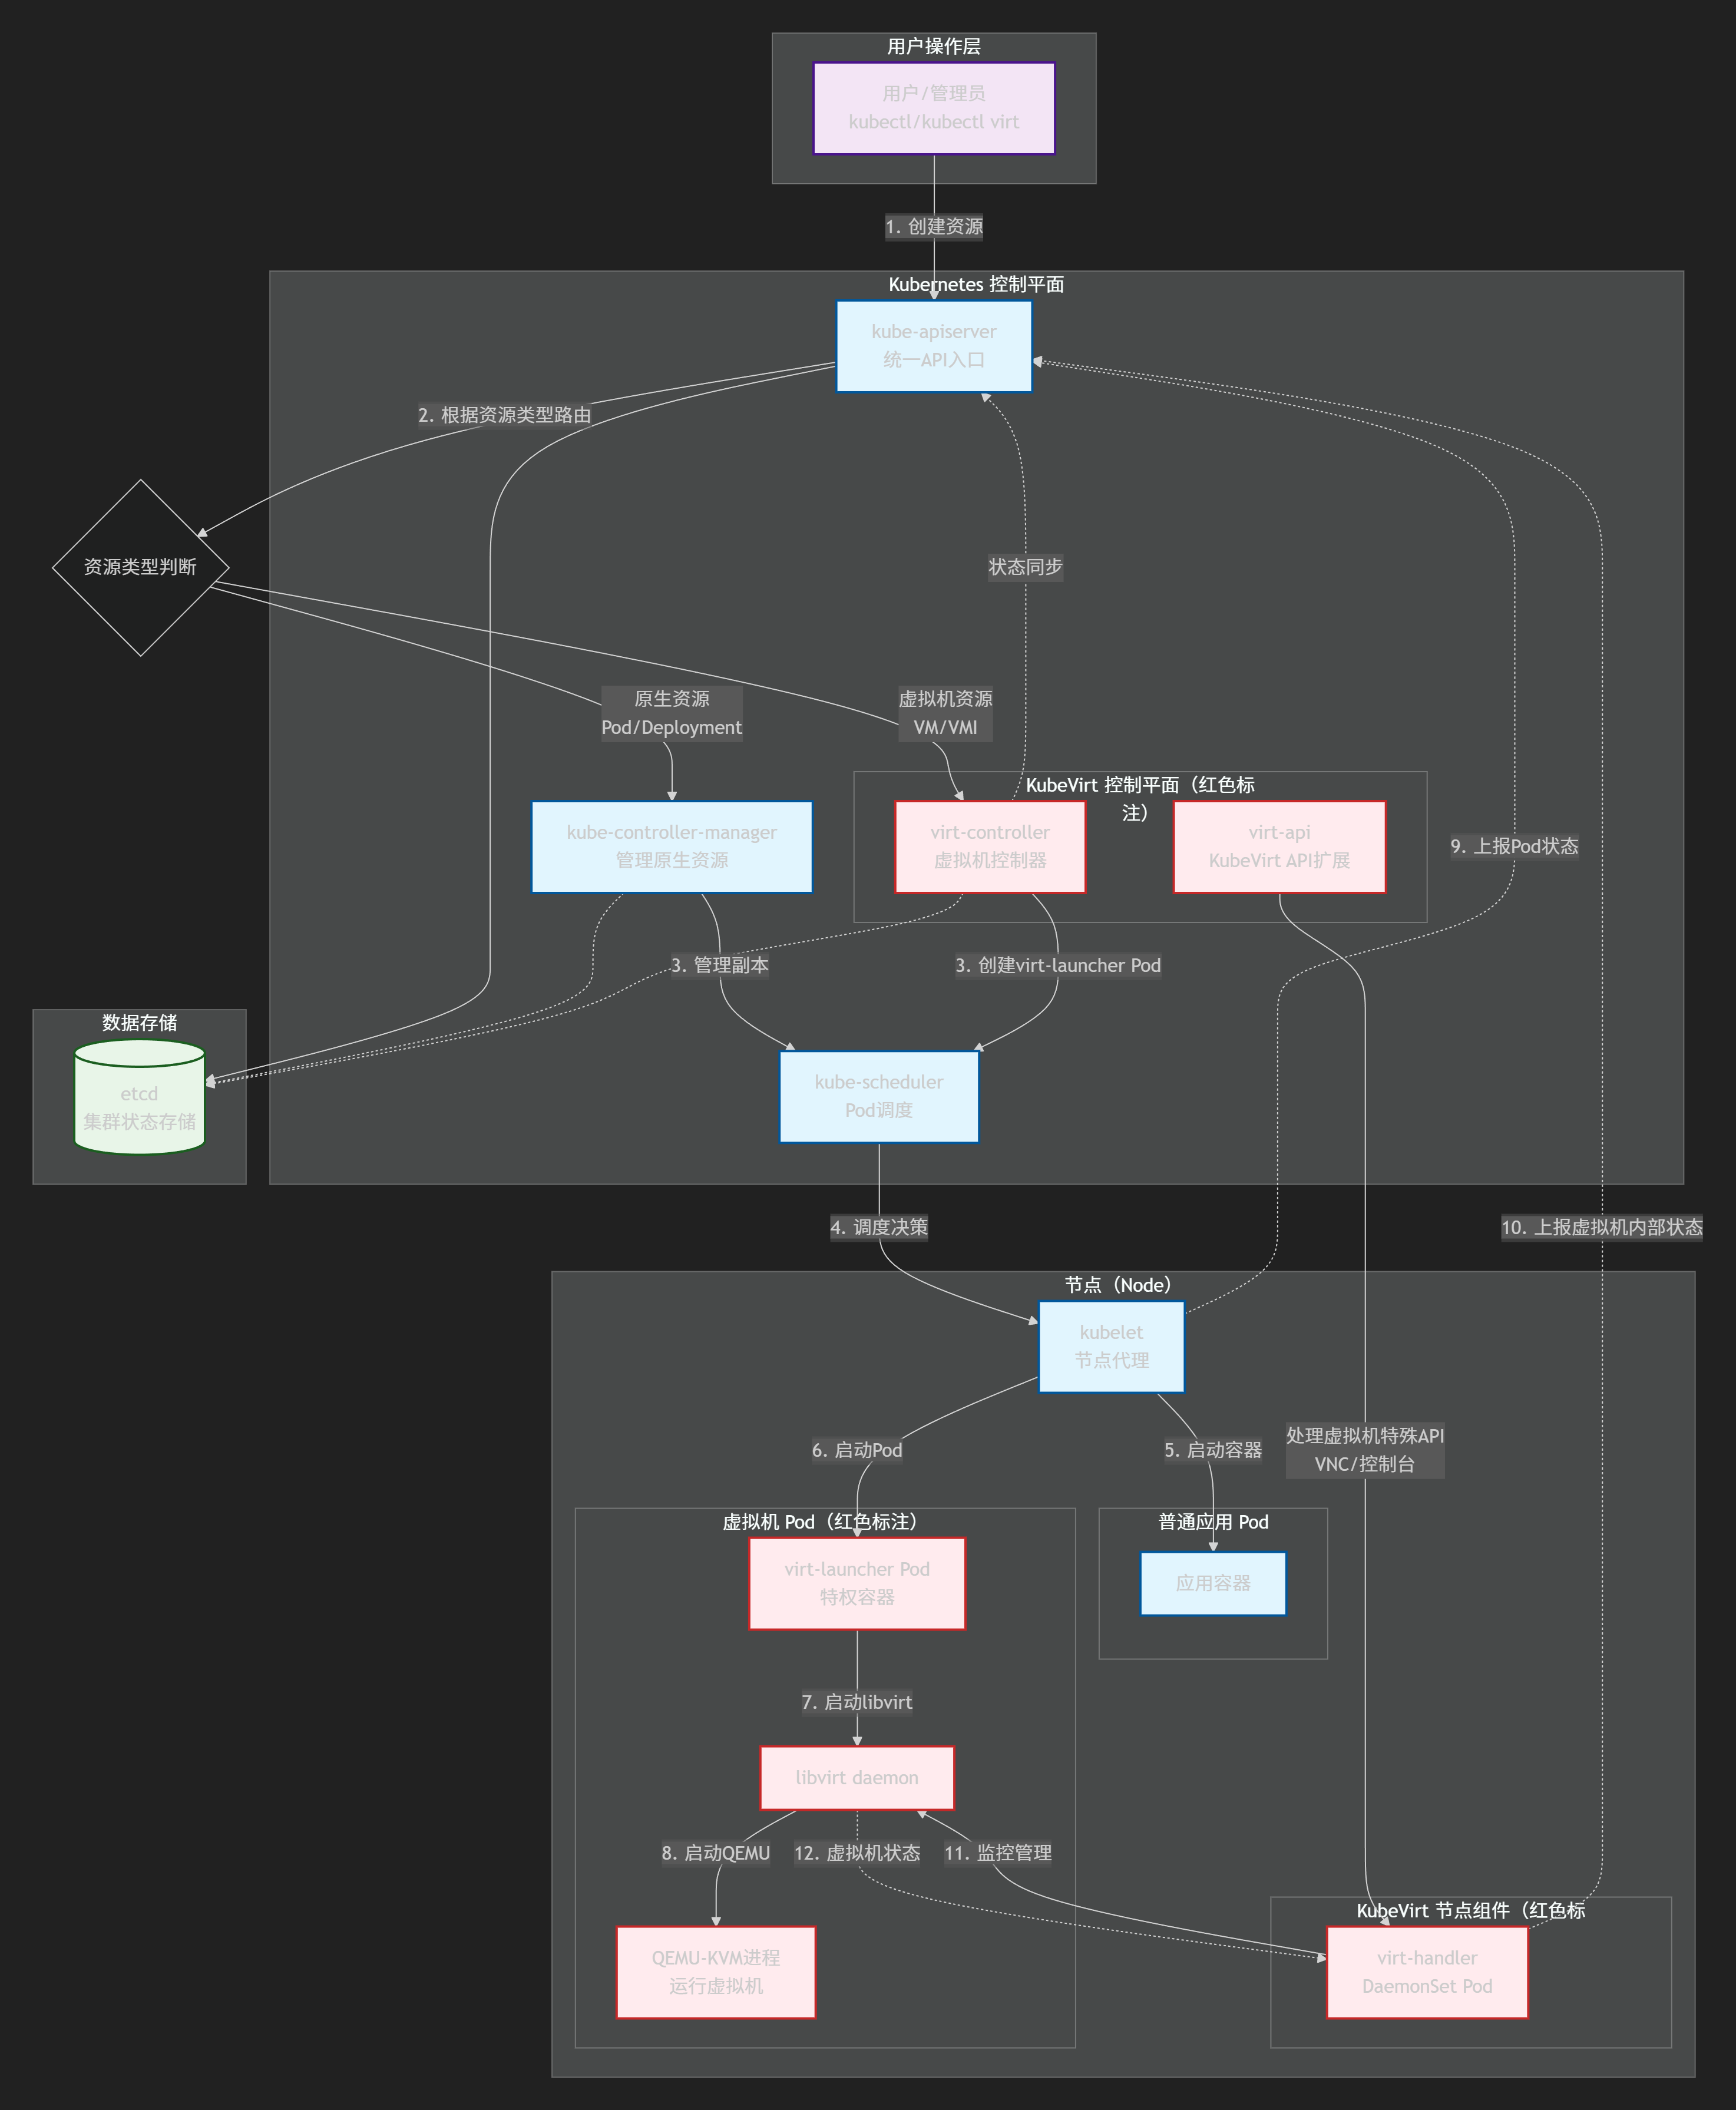 用户操作层
用户/管理员
kubectl/kubectl virt
1. 创建资源
Kubernetes 控制平面
kube-apiserver
统一API入口
2. 根据资源类型路由
资源类型判断
状态同步
原生资源
Pod/Deployment
虚拟机资源
VM/VMI
KubeVirt 控制平面（红色标
注）
kube-controller-manager
管理原生资源
virt-controller
虚拟机控制器
virt-api
KubeVirt API扩展
9. 上报Pod状态
3. 管理副本
3. 创建virt-launcher Pod
数据存储
etcd
集群状态存储
kube-scheduler
Pod调度
4. 调度决策
10. 上报虚拟机内部状态
节点（Node）
kubelet
节点代理
6. 启动Pod
5. 启动容器
处理虚拟机特殊API
VNC/控制台
虚拟机 Pod（红色标注）
普通应用 Pod
virt-launcher Pod
特权容器
应用容器
7. 启动libvirt
libvirt daemon
8. 启动QEMU
12. 虚拟机状态
11. 监控管理
KubeVirt 节点组件（红色标
QEMU-KVM进程
运行虚拟机
virt-handler
DaemonSet Pod